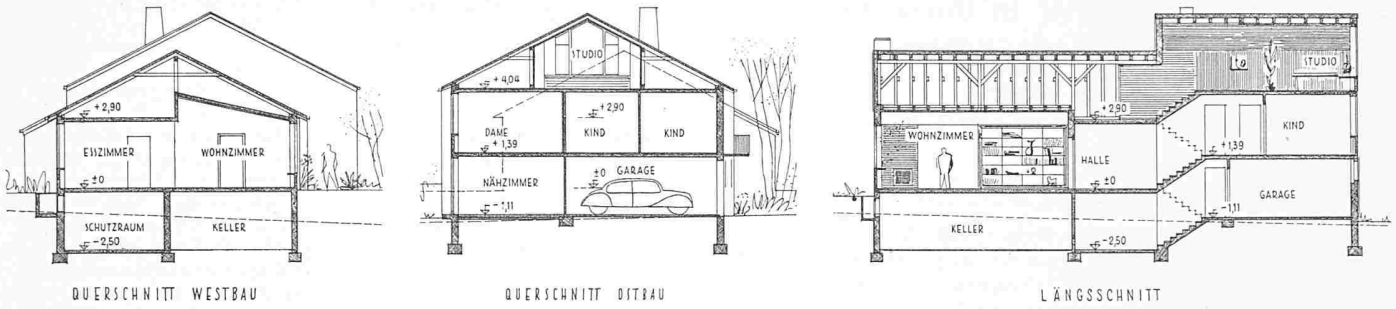 + 2,90
ESSZIMMER
WOHNZIMMER
±0
SCHUTZRAUM
KELLER
- 2,50
QUERSCHNITT WESTBAU
STUDIO
+ 4,04
+ 2,90
DAME
KIND
KIND
+ 1,39
GARAGE
NÄHZIMMER
±0
- 1,11
QUERSCHNITT OSTBAU
STUDIO
+ 2,90
WOHNZIMMER
KIND
+ 1,39
HALLE
±0
GARAGE
- 1,11
KELLER
- 2,50
LÄNGSSCHNITT